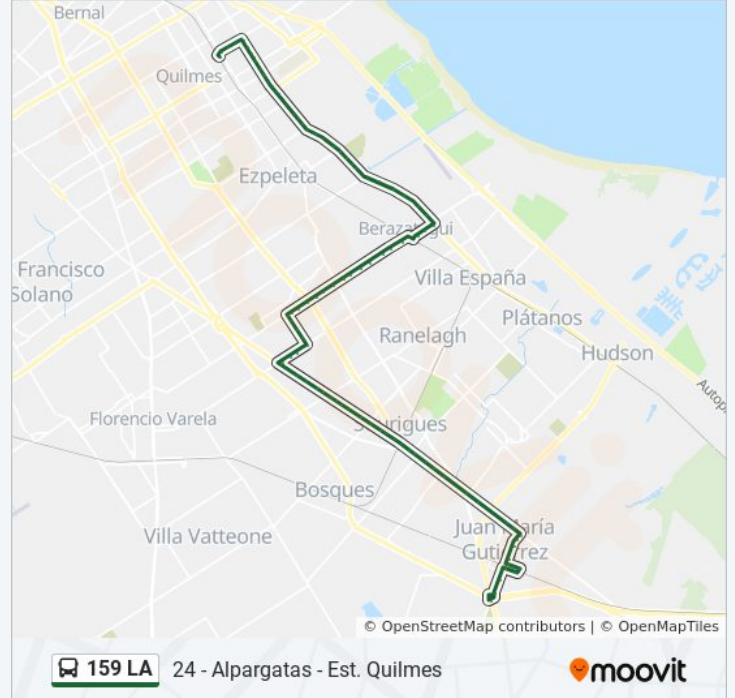 Bernal
Quilmes
Ezpeleta
Berazategui
Francisco
Solano
Villa España
Plátanos
Ranelagh
Hudson
Florencio Varela
Sourigues
Bosques
Villa Vatteone
Juan María
Gutiérrez
© OpenStreetMap contributors | © OpenMapTiles
159 LA
24 - Alpargatas - Est. Quilmes
moovit